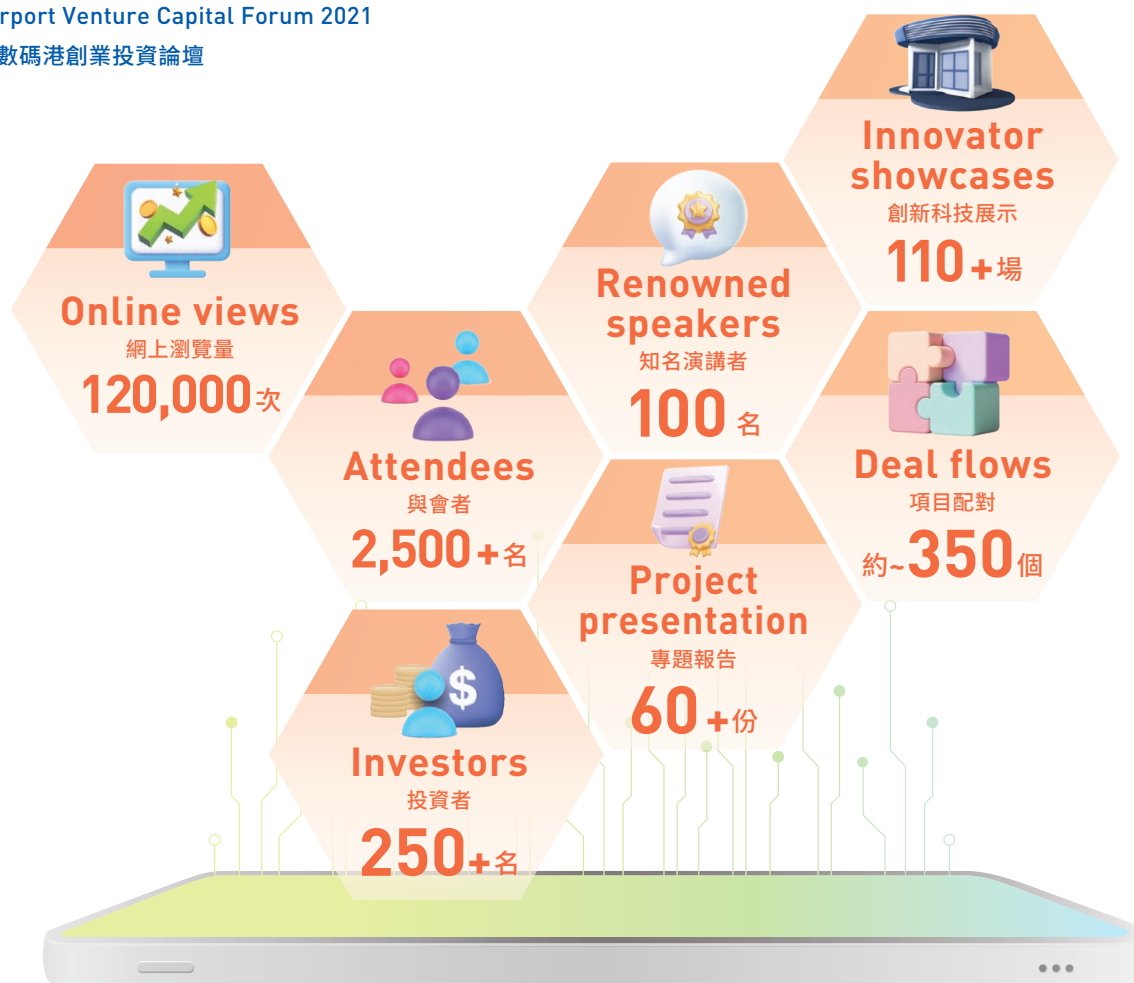 rport Venture Capital Forum 2021
數碼港創業投資論壇
Innovator
showcases
創新科技展示
110+場
Online views
網上瀏覽量
120,000次
Renowned
speakers
知名演講者
100名
Attendees
與會者
2,500+名
Deal flows
項目配對
約~350個
Project
presentation
專題報告
60+份
Investors
投資者
250+名
$